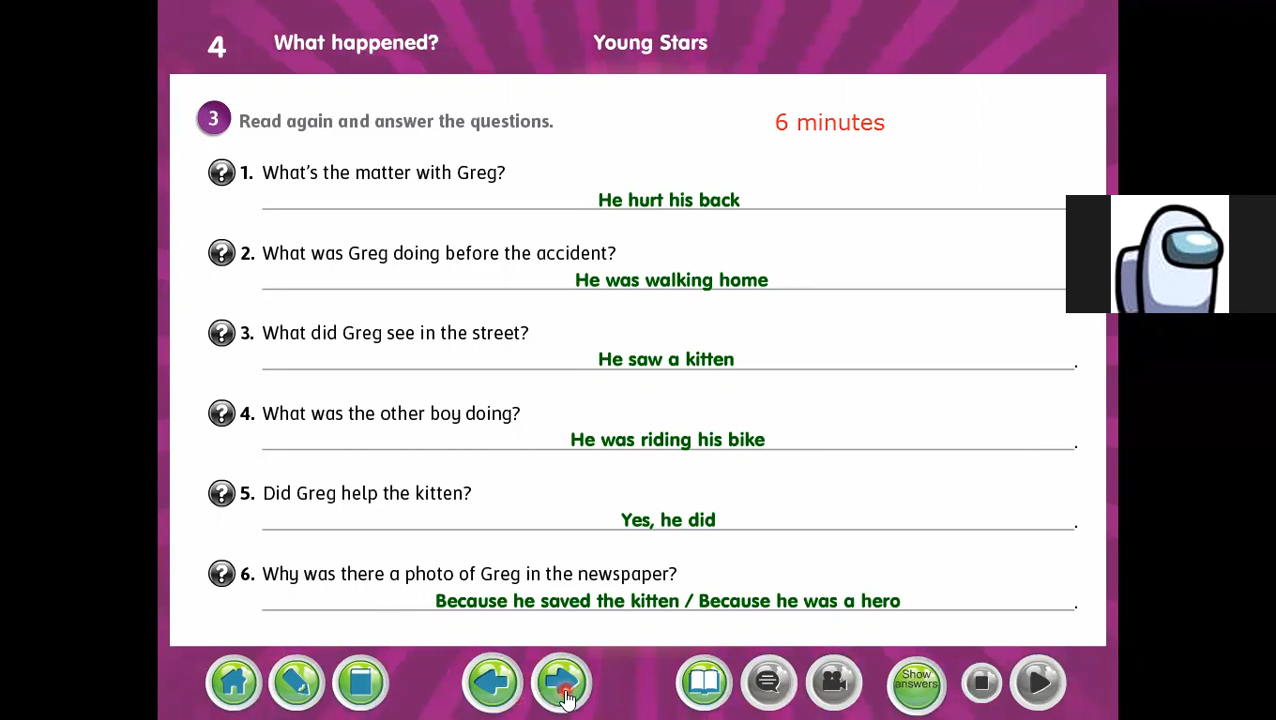 4 What happened? Young Stars
3 Read again and answer the questions. 6 minutes
? 1. What's the matter with Greg?
He hurt his back
? 2. What was Greg doing before the accident?
He was walking home
? 3. What did Greg see in the street?
He saw a kitten .
? 4. What was the other boy doing?
He was riding his bike .
? 5. Did Greg help the kitten?
Yes, he did .
? 6. Why was there a photo of Greg in the newspaper?
Because he saved the kitten / Because he was a hero .
Show
answers